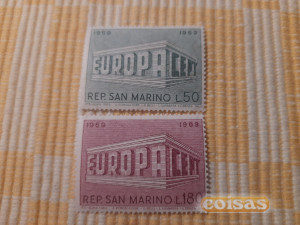 1959 1969
EUROPA CEPT
REP. SAN MARINO L.50
1959 1969
EUROPA CEPT
REP. SAN MARINO L.180
coisas